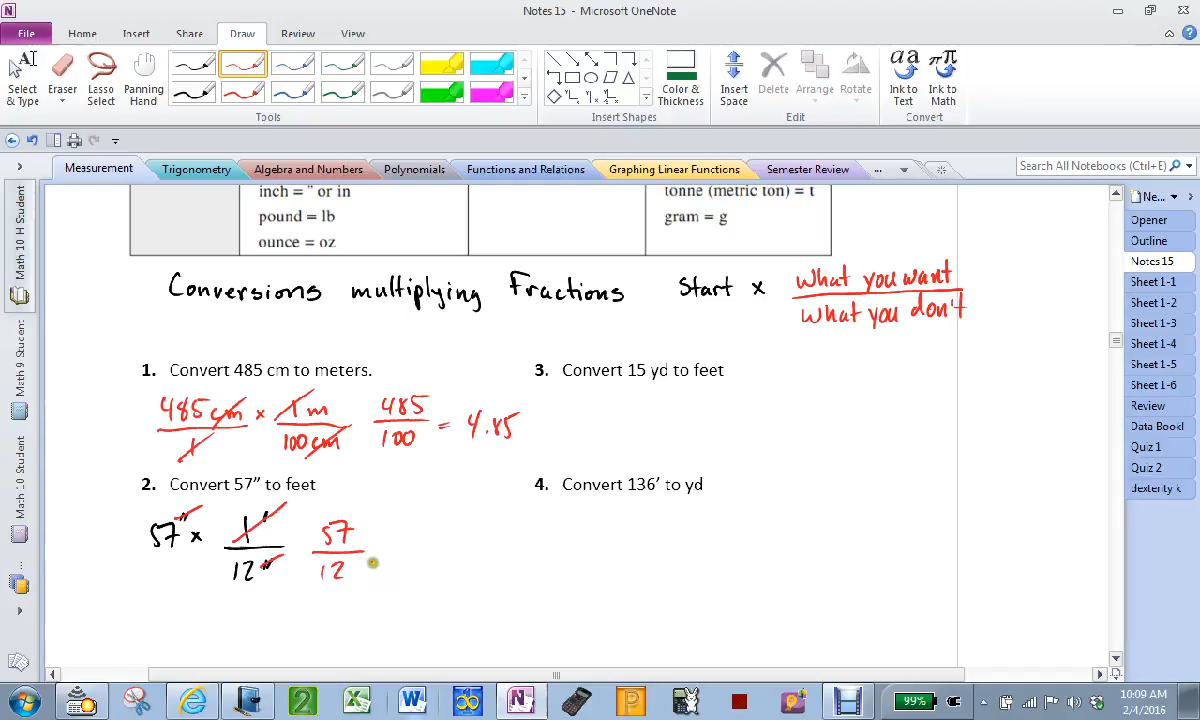 Notes 15 - Microsoft OneNote
File Home Insert Share Draw Review View
Select & Type
Eraser
Lasso Select
Panning Hand
Color & Thickness
Insert Space
Delete
Arrange
Rotate
Ink to Text
Ink to Math
Tools
Insert Shapes
Edit
Convert
Measurement Trigonometry Algebra and Numbers Polynomials Functions and Relations Graphing Linear Functions Semester Review ...
Search All Notebooks (Ctrl+E)
Math 10 H Student
Math 9 Student
Math -10 Student
inch = " or in
pound = lb
ounce = oz
tonne (metric ton) = t
gram = g
Conversions multiplying Fractions Start x what you want / what you don't
1. Convert 485 cm to meters.
485 cm / 1 x 1 m / 100 cm 485 / 100 = 4.85
2. Convert 57” to feet
57" x 1' / 12" 57 / 12
3. Convert 15 yd to feet
4. Convert 136’ to yd
Ne...
Opener
Outline
Notes 15
Sheet 1-1
Sheet 1-2
Sheet 1-3
Sheet 1-4
Sheet 1-5
Sheet 1-6
Review
Data Bookl
Quiz 1
Quiz 2
dexterity k
99%
10:09 AM
2/4/2016